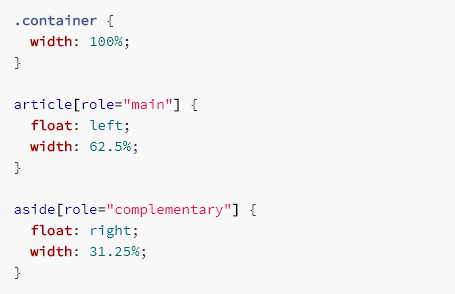 .container {
  width: 100%;
}

article[role="main"] {
  float: left;
  width: 62.5%;
}

aside[role="complementary"] {
  float: right;
  width: 31.25%;
}